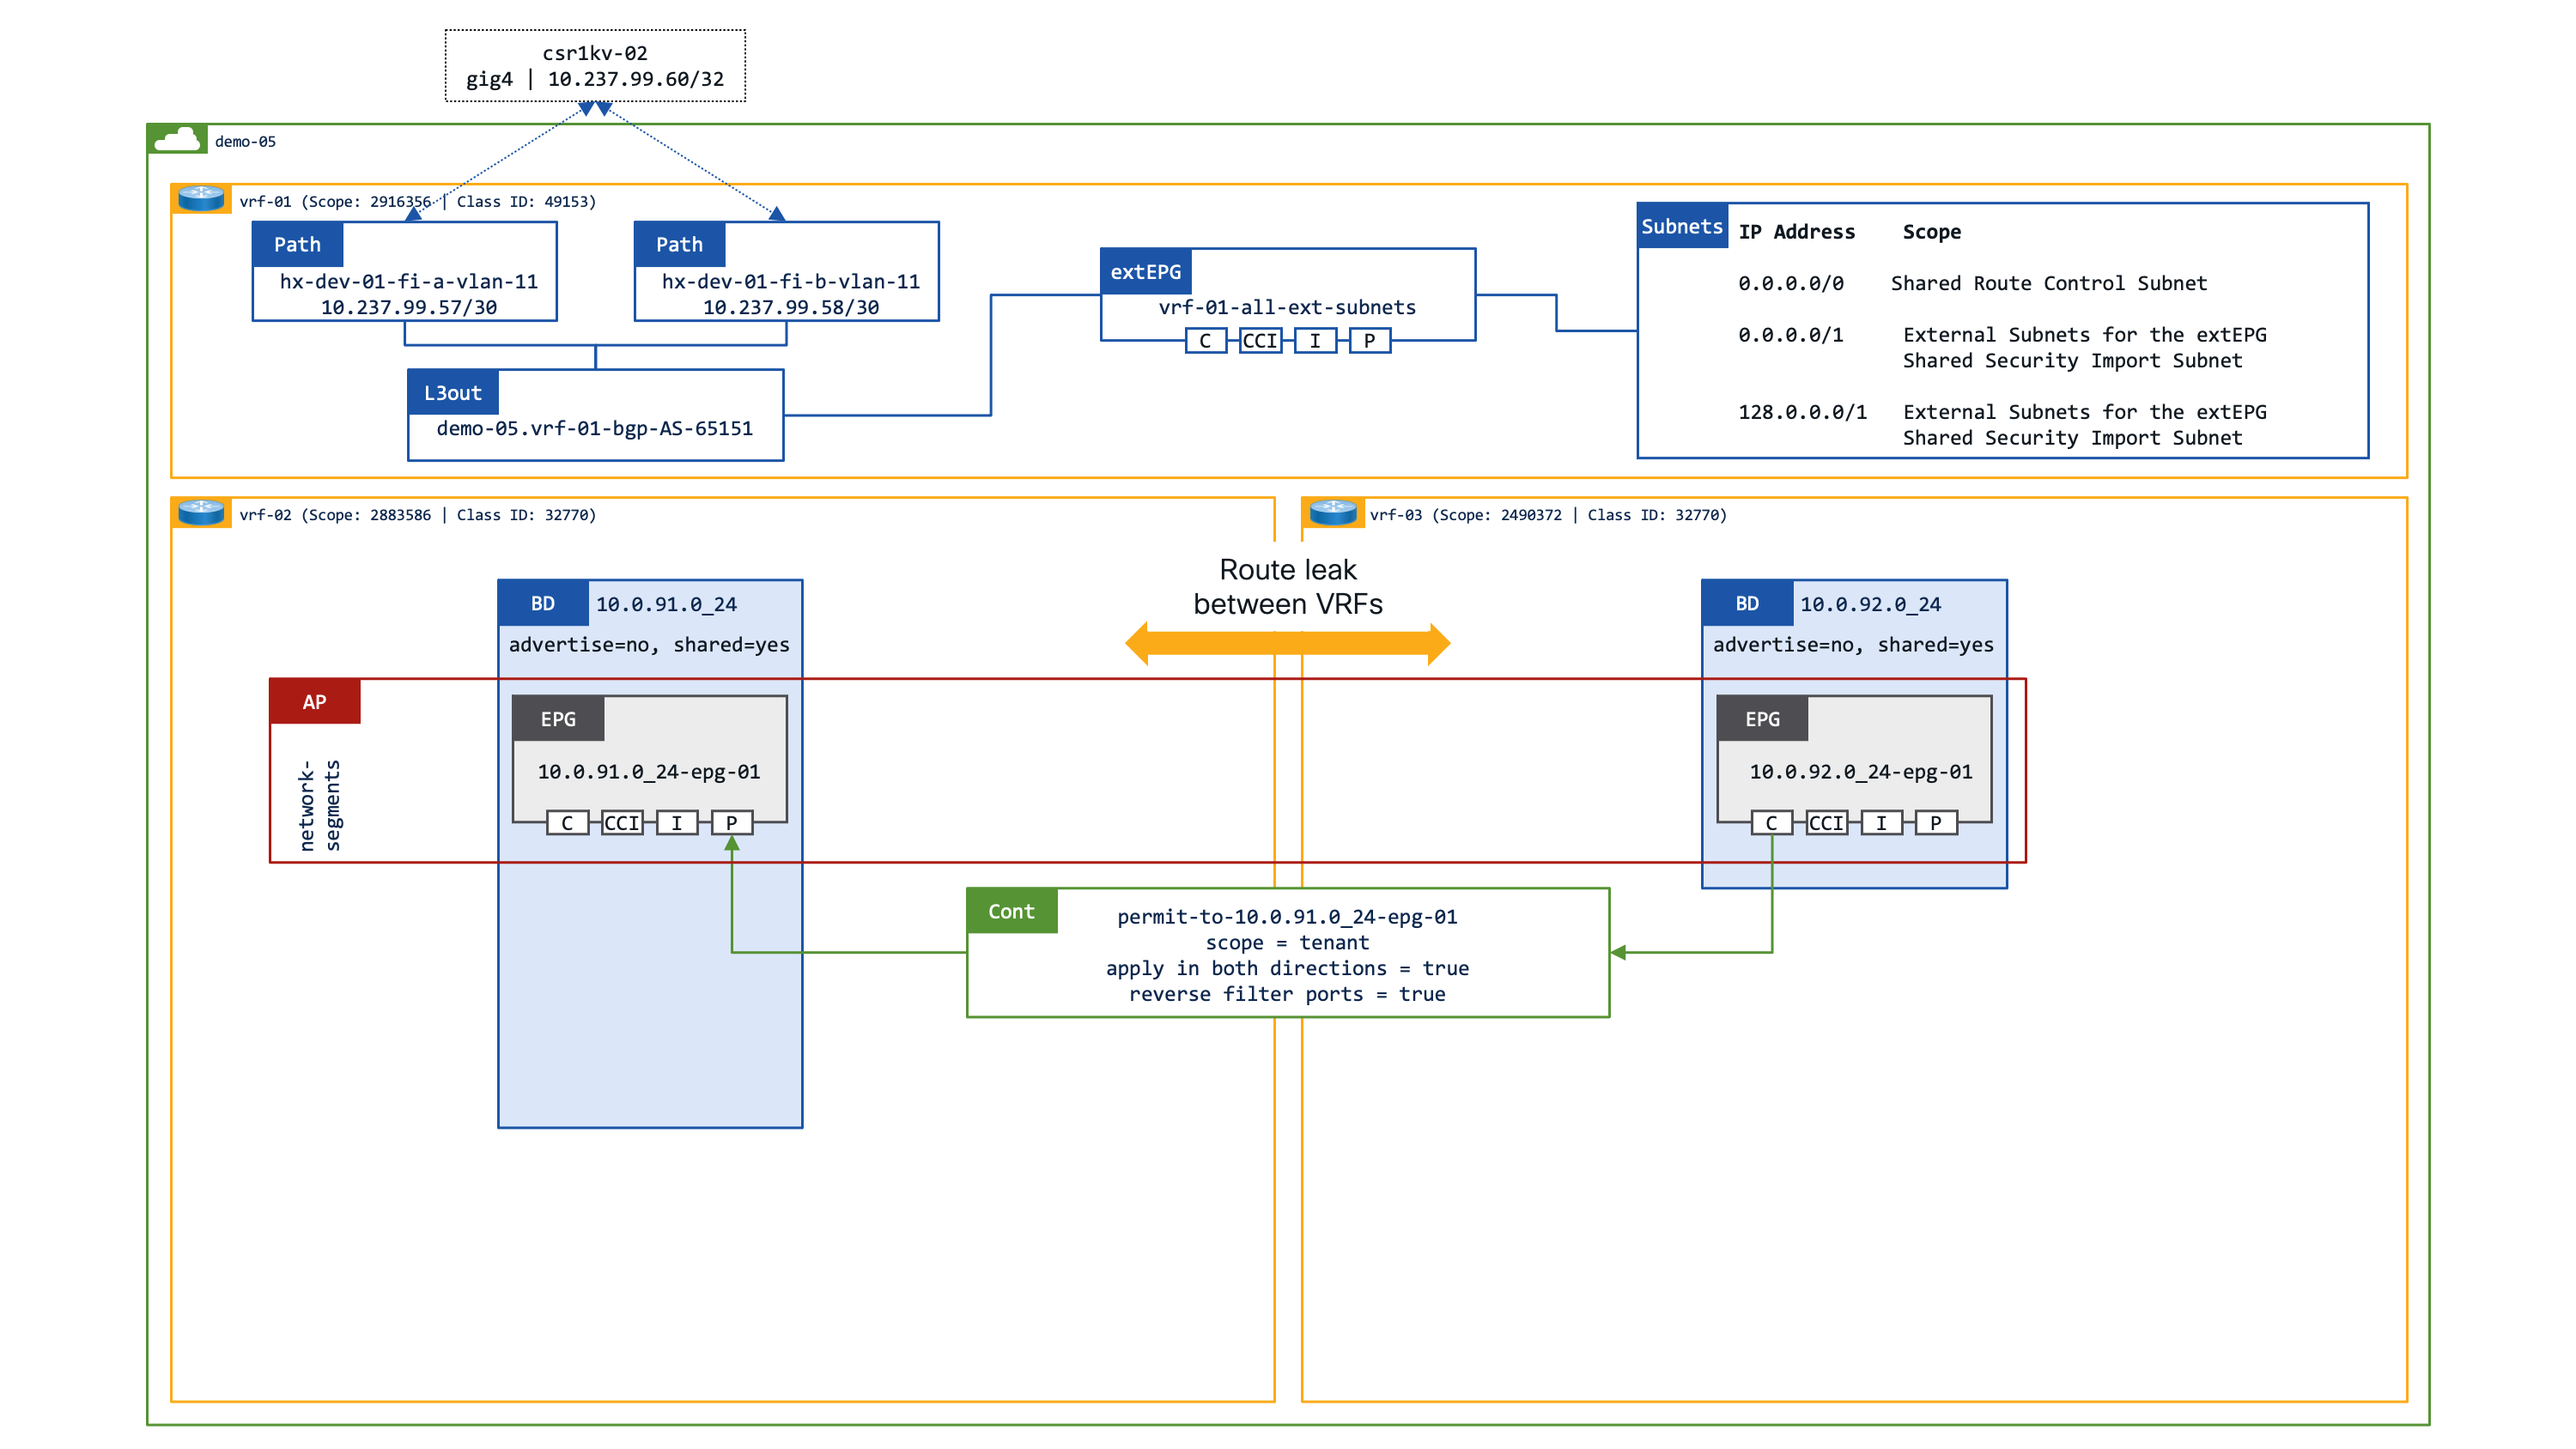 csr1kv-02
gig4 | 10.237.99.60/32
demo-05
vrf-01 (Scope: 2916356 | Class ID: 49153)
Path
hx-dev-01-fi-a-vlan-11
10.237.99.57/30
Path
hx-dev-01-fi-b-vlan-11
10.237.99.58/30
L3out
demo-05.vrf-01-bgp-AS-65151
extEPG
vrf-01-all-ext-subnets
C CCI I P
Subnets
IP Address Scope
0.0.0.0/0 Shared Route Control Subnet
0.0.0.0/1 External Subnets for the extEPG
Shared Security Import Subnet
128.0.0.0/1 External Subnets for the extEPG
Shared Security Import Subnet
vrf-02 (Scope: 2883586 | Class ID: 32770)
vrf-03 (Scope: 2490372 | Class ID: 32770)
Route leak
between VRFs
BD 10.0.91.0_24
advertise=no, shared=yes
BD 10.0.92.0_24
advertise=no, shared=yes
AP
network-
segments
EPG
10.0.91.0_24-epg-01
C CCI I P
EPG
10.0.92.0_24-epg-01
C CCI I P
Cont
permit-to-10.0.91.0_24-epg-01
scope = tenant
apply in both directions = true
reverse filter ports = true